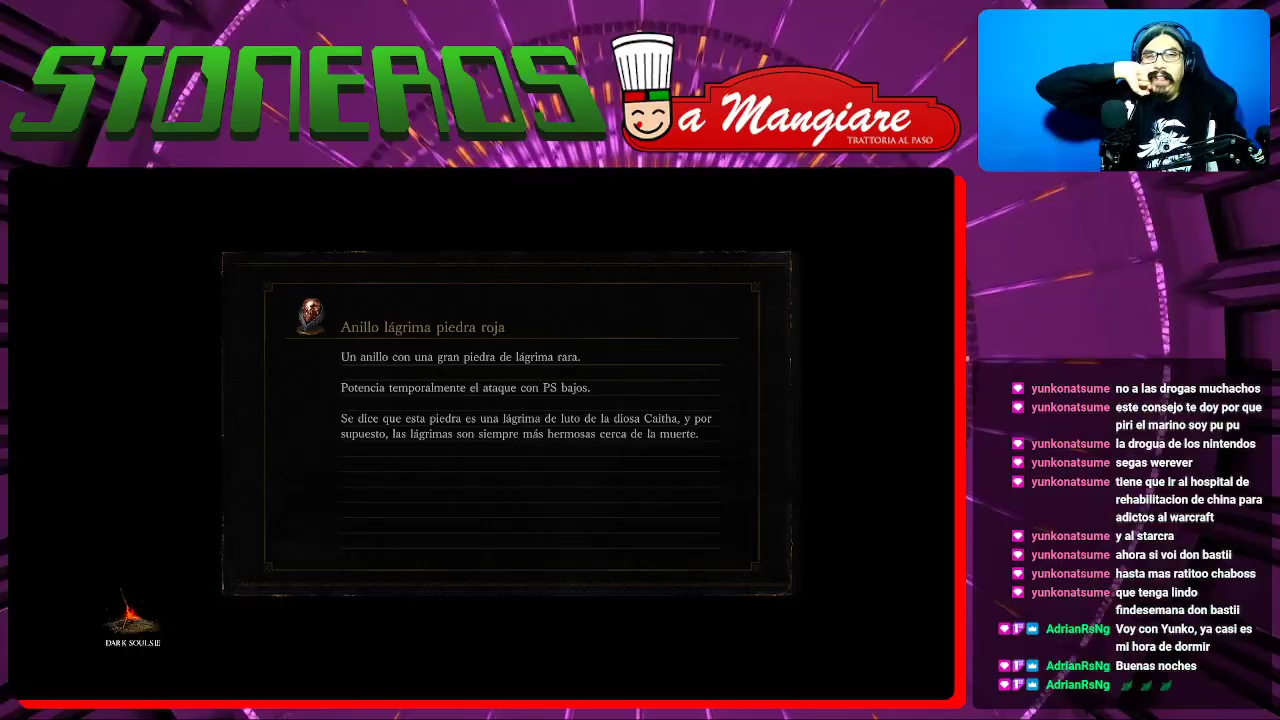 STONEROS
a Mangiare
TRATTORIA AL PASO
Anillo lágrima piedra roja
Un anillo con una gran piedra de lágrima rara.
Potencia temporalmente el ataque con PS bajos.
Se dice que esta piedra es una lágrima de luto de la diosa Caitha, y por
supuesto, las lágrimas son siempre más hermosas cerca de la muerte.
DARK SOULS III
yunkonatsume no a las drogas muchachos
yunkonatsume este consejo te doy por que
piri el marino soy pu pu
yunkonatsume la drogua de los nintendos
yunkonatsume segas werever
yunkonatsume tiene que ir al hospital de
rehabilitacion de china para
adictos al warcraft
yunkonatsume y al starcra
yunkonatsume ahora si voi don bastii
yunkonatsume hasta mas ratitoo chaboss
yunkonatsume que tenga lindo
findesemana don bastii
AdrianRsNg Voy con Yunko, ya casi es
mi hora de dormir
AdrianRsNg Buenas noches
AdrianRsNg